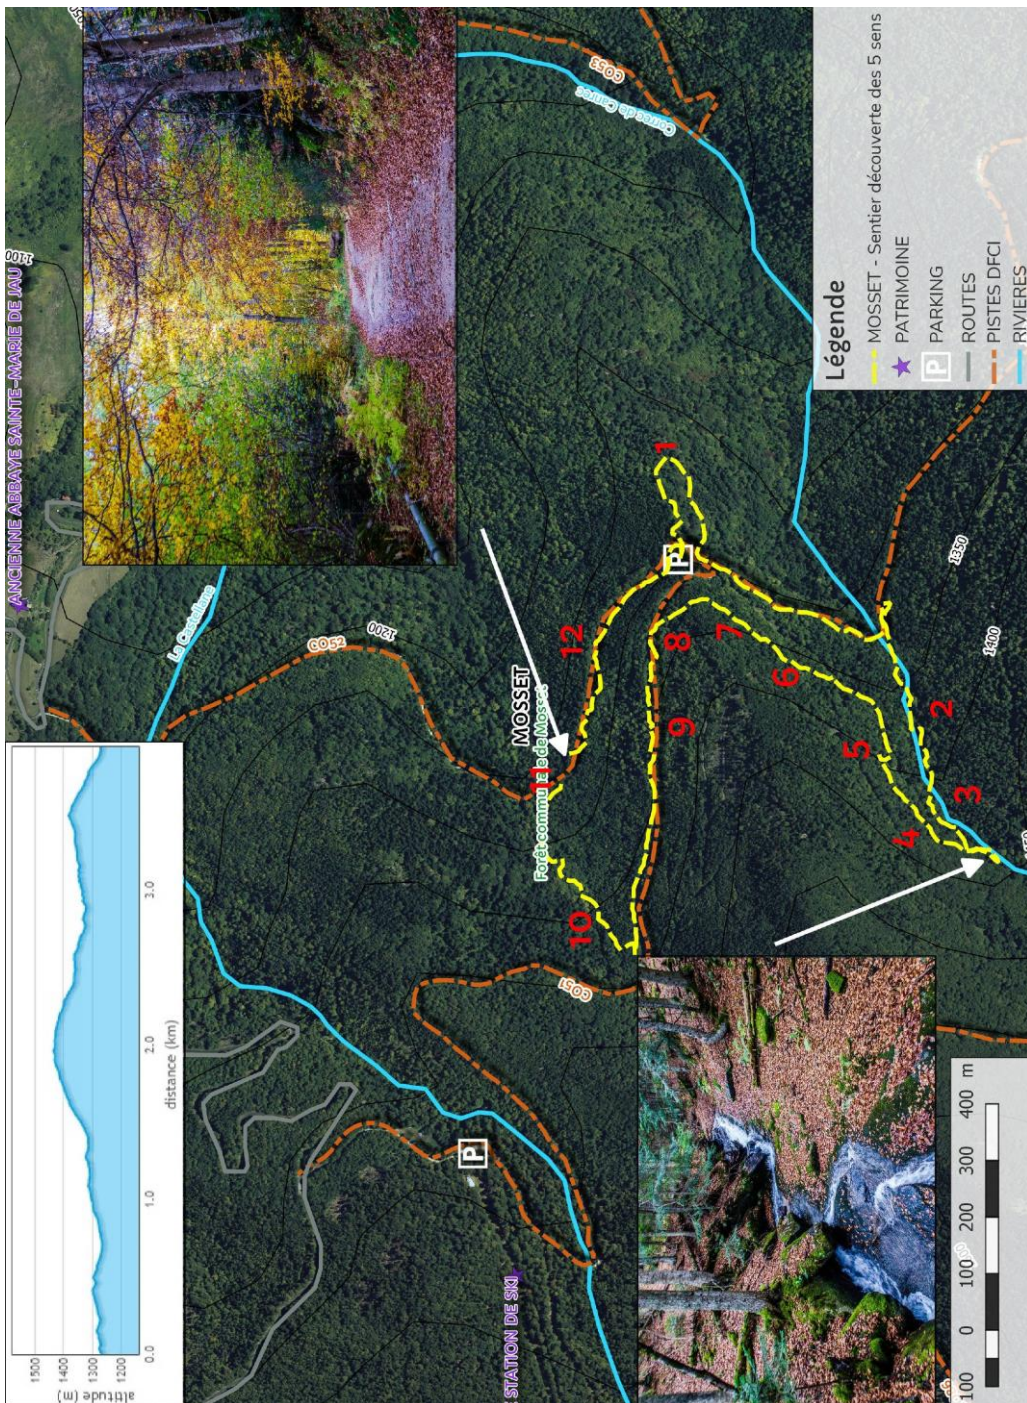 ANCIENNE ABBAYE SAINTE-MARIE DE JAU
1100
altitude (m)
1500
1400
1300
1200
0.0
1.0
2.0
3.0
distance (km)
La Castellane
CO52
1200
MOSSET
Forêt communale de Mosset
STATION DE SKI
P
CO51
CO53
Correc de Canrec
P
1
2
3
4
5
6
7
8
9
10
11
12
1350
1400
Légende
MOSSET - Sentier découverte des 5 sens
PATRIMOINE
P PARKING
ROUTES
PISTES DFCI
RIVIERES
100 0 100 200 300 400 m